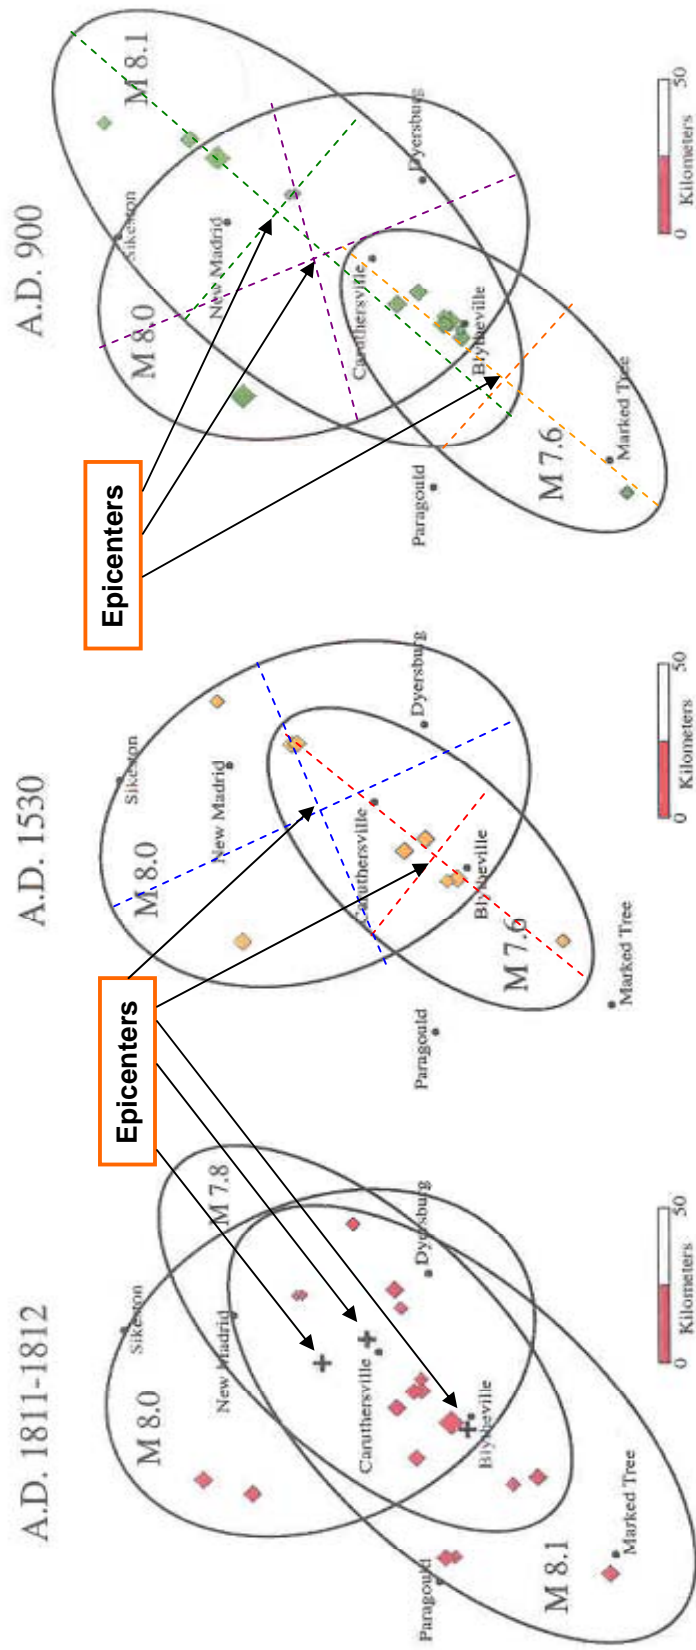 A.D. 1811-1812
M 8.0
M 7.8
M 8.1
Sikeston
New Madrid
Caruthersville
Dyersburg
Blytheville
Paragould
Marked Tree
0
50
Kilometers
Epicenters
A.D. 1530
M 8.0
M 7.6
Sikeston
New Madrid
Caruthersville
Dyersburg
Blytheville
Paragould
Marked Tree
0
50
Kilometers
Epicenters
A.D. 900
M 8.0
M 8.1
M 7.6
Sikeston
New Madrid
Caruthersville
Dyersburg
Blytheville
Paragould
Marked Tree
0
50
Kilometers